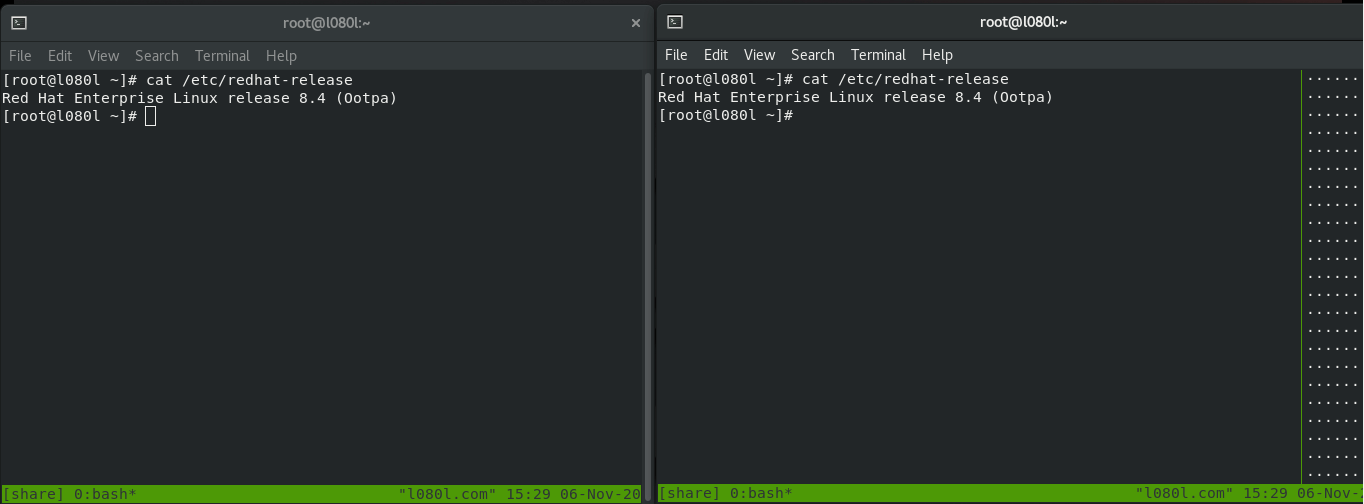 root@l080l:~ ×
File Edit View Search Terminal Help
[root@l080l ~]# cat /etc/redhat-release
Red Hat Enterprise Linux release 8.4 (Ootpa)
[root@l080l ~]#
[share] 0:bash* "l080l.com" 15:29 06-Nov-20
root@l080l:~
File Edit View Search Terminal Help
[root@l080l ~]# cat /etc/redhat-release
Red Hat Enterprise Linux release 8.4 (Ootpa)
[root@l080l ~]#
[share] 0:bash* "l080l.com" 15:29 06-Nov-